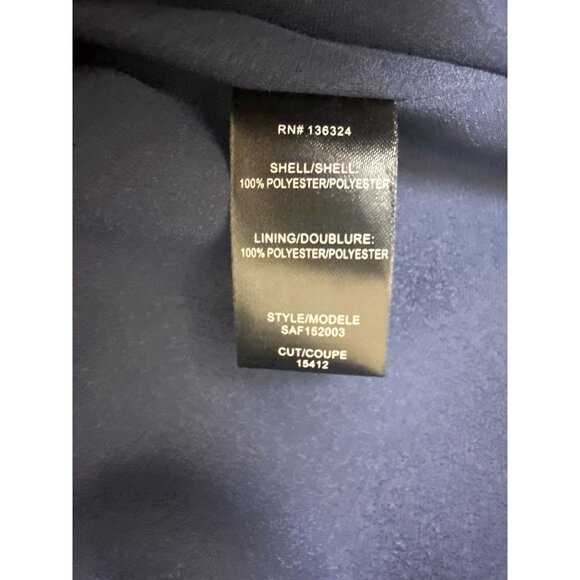 RN# 136324
SHELL/SHELL:
100% POLYESTER/POLYESTER
LINING/DOUBLURE:
100% POLYESTER/POLYESTER
STYLE/MODELE
SAF152003
CUT/COUPE
15412